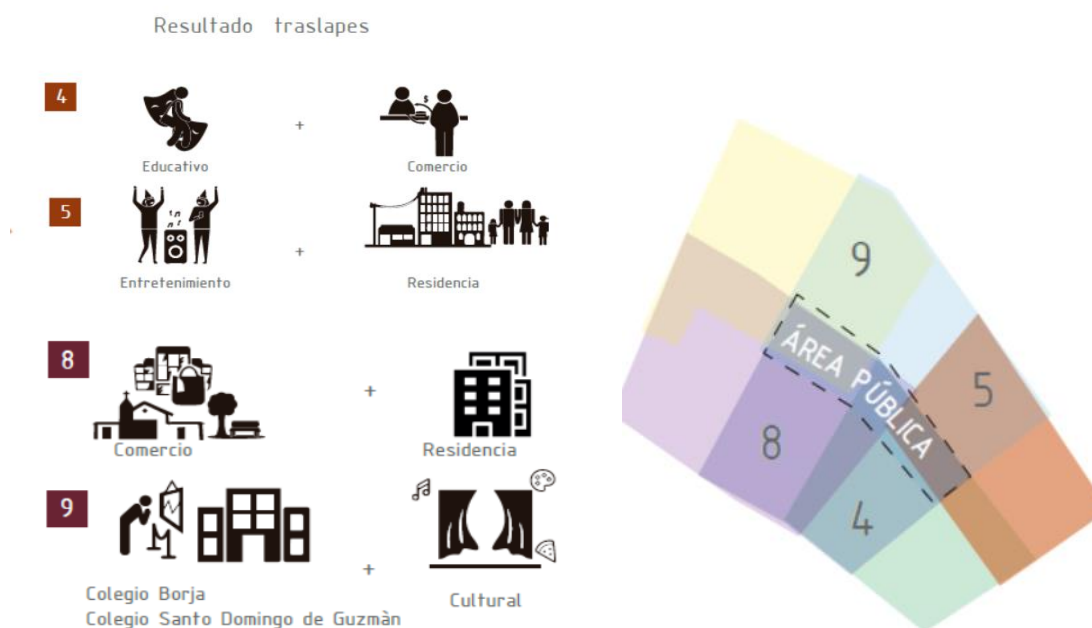 Resultado traslapes
4
+
Educativo
$
Comercio
5
+
Entretenimiento
Residencia
8
+
Comercio
Residencia
9
+
Colegio Borja
Colegio Santo Domingo de Guzmàn
Cultural
9
ÁREA PÚBLICA
5
8
4